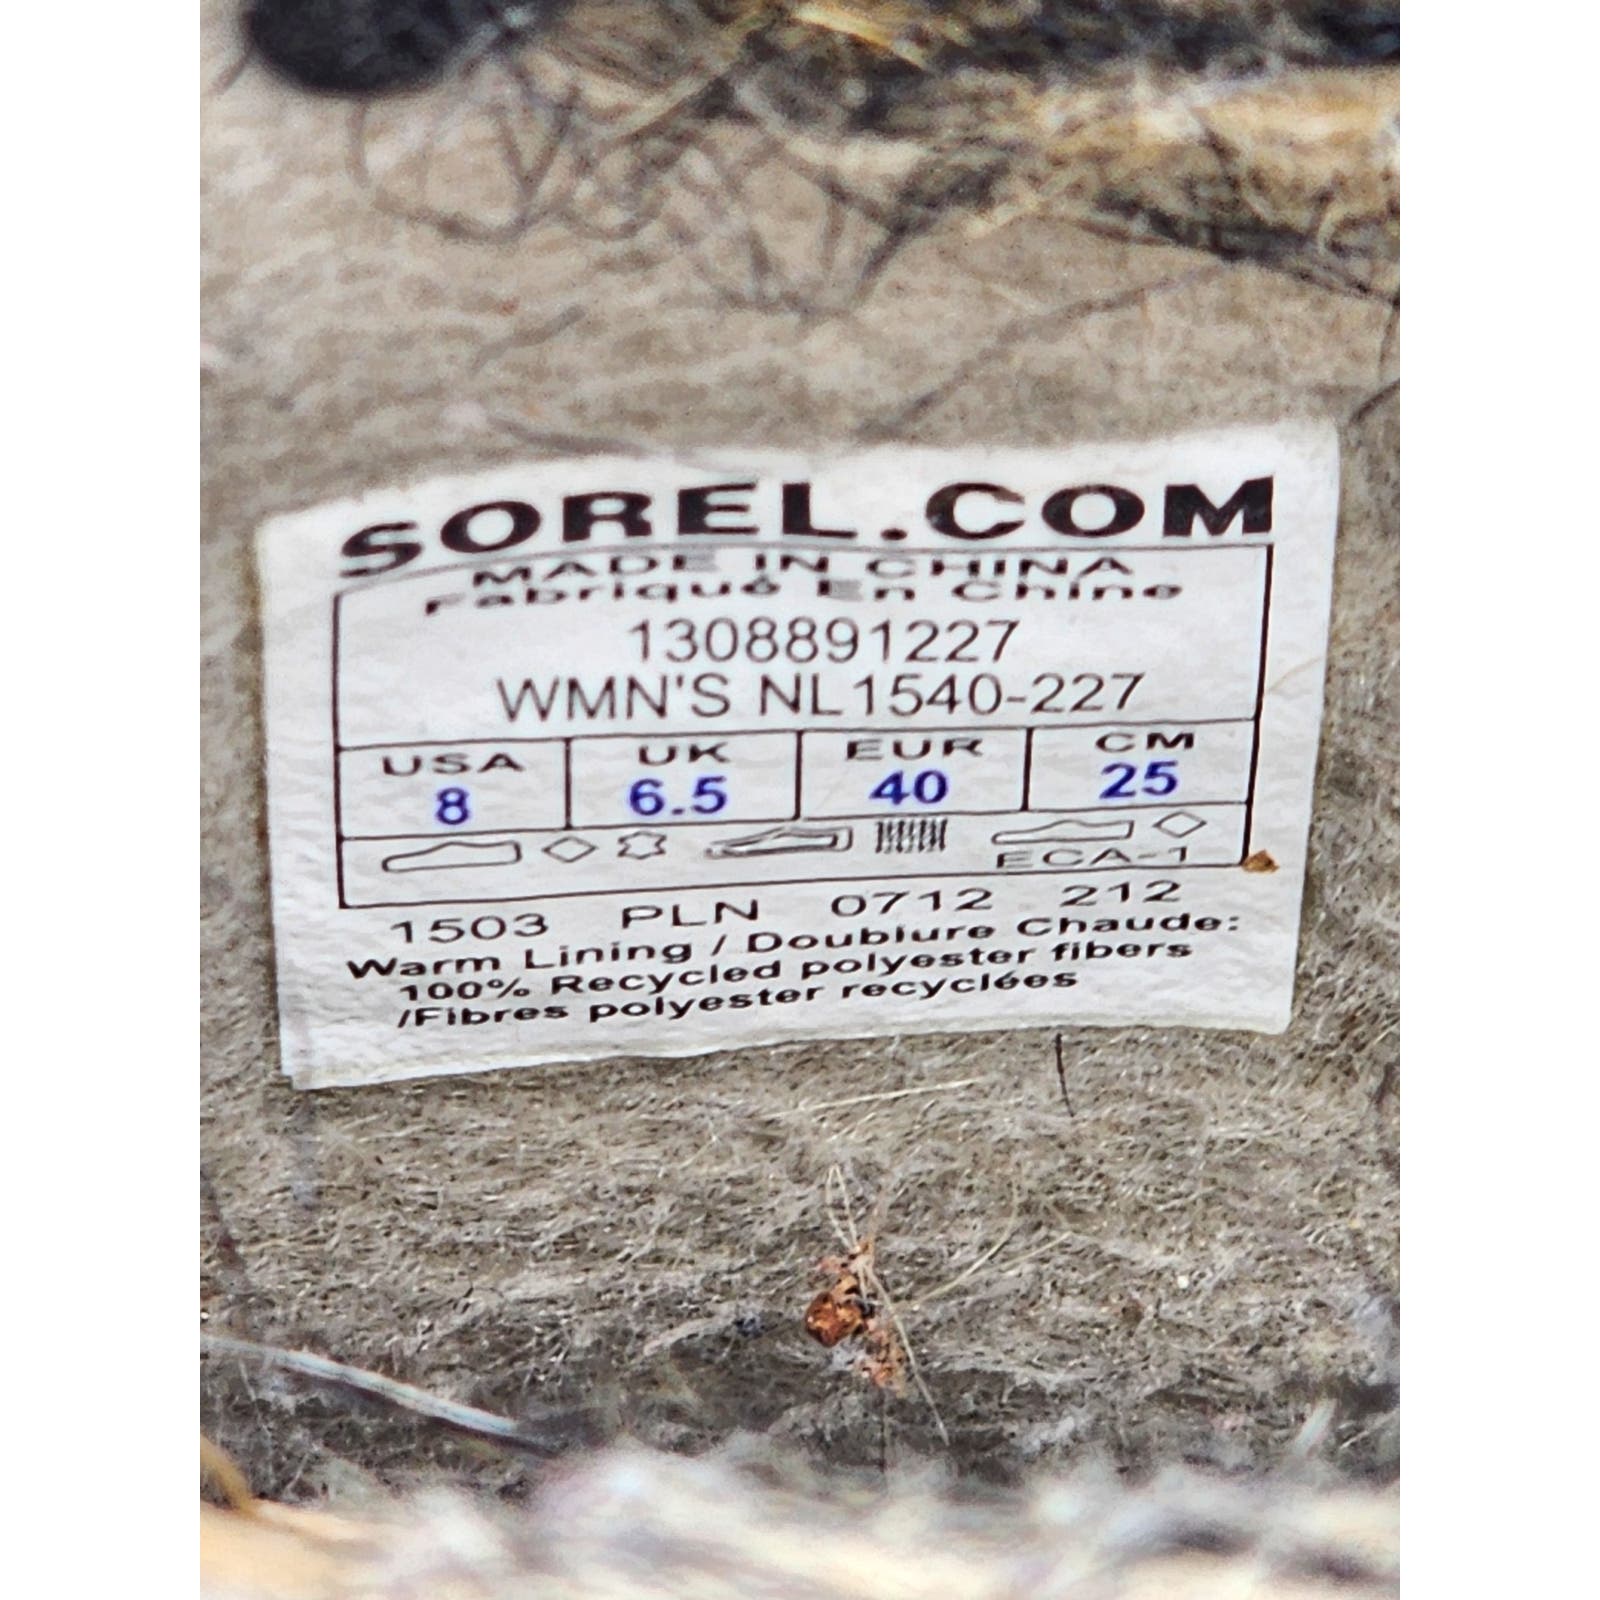 SOREL.COM
MADE IN CHINA
Fabriqué En Chine
1308891227
WMN'S NL1540-227
USA UK EUR CM
8 6.5 40 25
ECA-1
1503 PLN 0712 212
Warm Lining / Doublure Chaude:
100% Recycled polyester fibers
/Fibres polyester recyclées